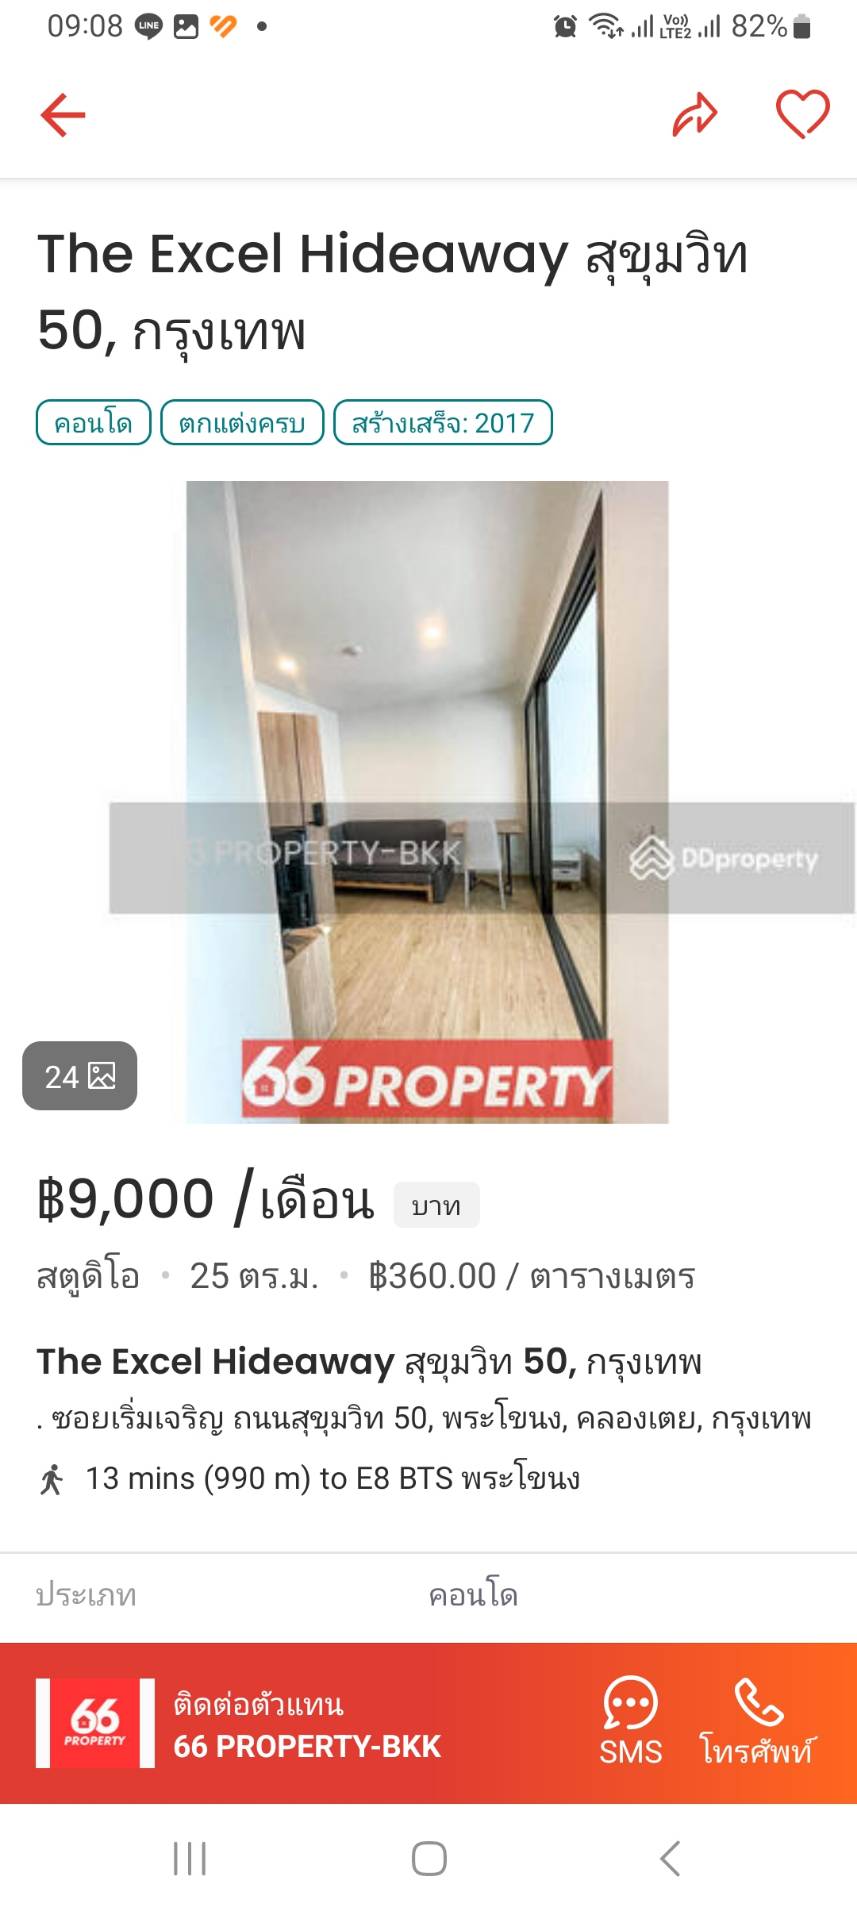 09:08 LINE Vo)) LTE2 82%
The Excel Hideaway สุขุมวิท
50, กรุงเทพ
คอนโด ตกแต่งครบ สร้างเสร็จ: 2017
PROPERTY-BKK DDproperty
24
66 PROPERTY
฿9,000 /เดือน บาท
สตูดิโอ • 25 ตร.ม. • ฿360.00 / ตารางเมตร
The Excel Hideaway สุขุมวิท 50, กรุงเทพ
. ซอยเริ่มเจริญ ถนนสุขุมวิท 50, พระโขนง, คลองเตย, กรุงเทพ
13 mins (990 m) to E8 BTS พระโขนง
ประเภท คอนโด
66 PROPERTY
ติดต่อตัวแทน
66 PROPERTY-BKK
SMS โทรศัพท์